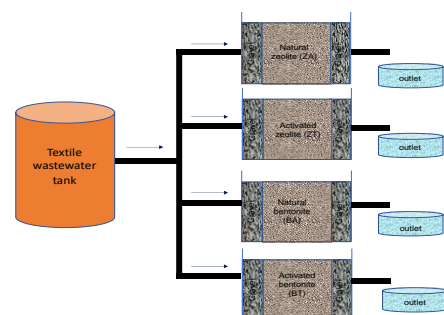 Textile
wastewater
tank
Natural
zeolite (ZA)
outlet
Activated
zeolite (ZT)
outlet
Natural
bentonite
(BA)
outlet
Activated
bentonite
(BT)
outlet